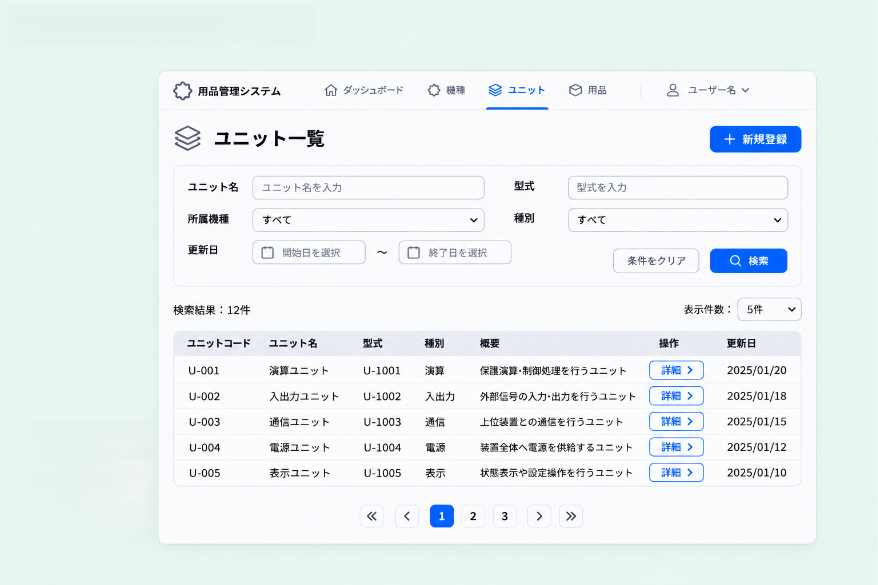 用品管理システム ダッシュボード 機種 ユニット 用品 ユーザー名
ユニット一覧 + 新規登録
ユニット名 ユニット名を入力 型式 型式を入力
所属機種 すべて 種別 すべて
更新日 開始日を選択 ～ 終了日を選択
条件をクリア 検索
検索結果：12件 表示件数： 5件
ユニットコード ユニット名 型式 種別 概要 操作 更新日
U-001 演算ユニット U-1001 演算 保護演算・制御処理を行うユニット 詳細 > 2025/01/20
U-002 入出力ユニット U-1002 入出力 外部信号の入力・出力を行うユニット 詳細 > 2025/01/18
U-003 通信ユニット U-1003 通信 上位装置との通信を行うユニット 詳細 > 2025/01/15
U-004 電源ユニット U-1004 電源 装置全体へ電源を供給するユニット 詳細 > 2025/01/12
U-005 表示ユニット U-1005 表示 状態表示や設定操作を行うユニット 詳細 > 2025/01/10
« < 1 2 3 > »